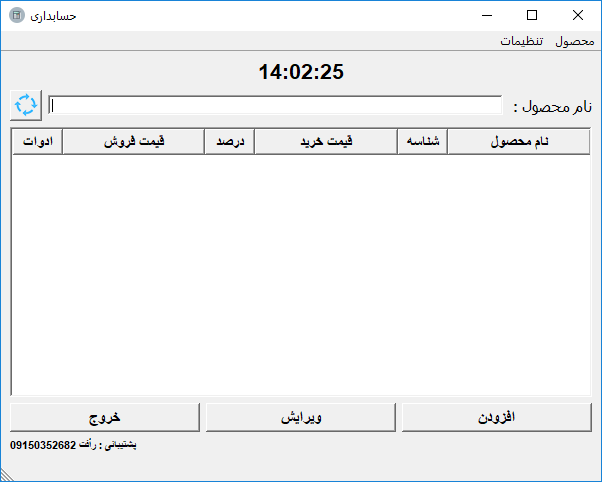 حسابداری
محصول تنظیمات
14:02:25
نام محصول :
نام محصول شناسه قیمت خرید درصد قیمت فروش ادوات
افزودن ویرایش خروج
پشتیبانی : رأفت 09150352682